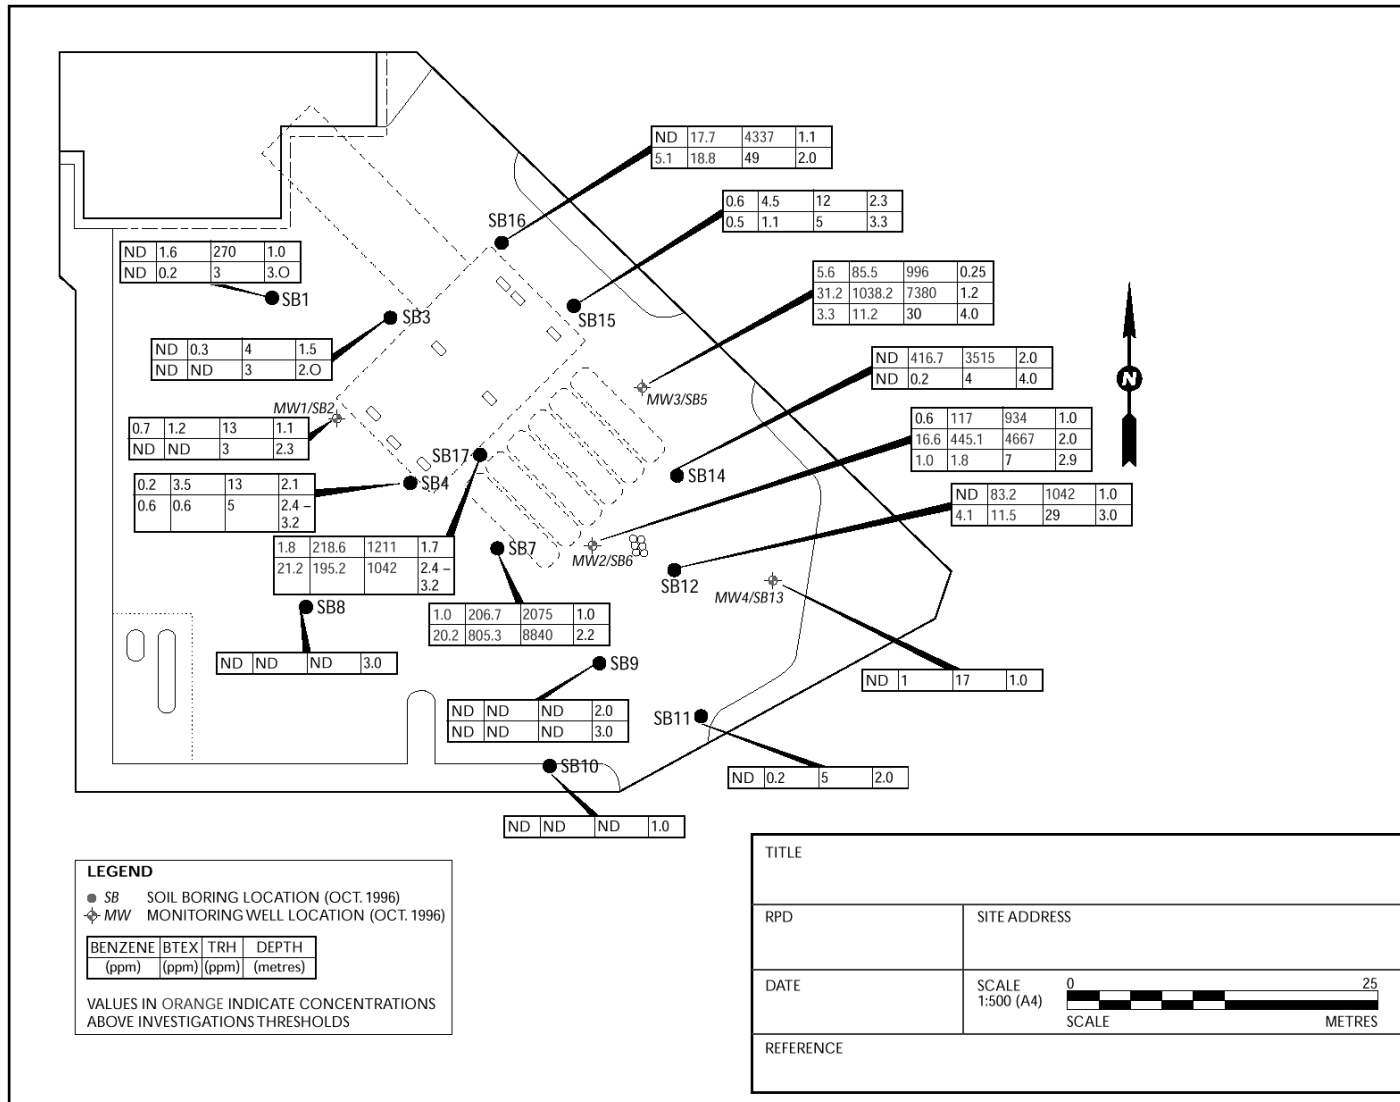 ND 17.7 4337 1.1
5.1 18.8 49 2.0
0.6 4.5 12 2.3
0.5 1.1 5 3.3
SB16
ND 1.6 270 1.0
ND 0.2 3 3.O
5.6 85.5 996 0.25
31.2 1038.2 7380 1.2
3.3 11.2 30 4.0
SB1
SB3
SB15
ND 0.3 4 1.5
ND ND 3 2.O
ND 416.7 3515 2.0
ND 0.2 4 4.0
N
MW3/SB5
MW1/SB2
0.7 1.2 13 1.1
ND ND 3 2.3
0.6 117 934 1.0
16.6 445.1 4667 2.0
1.0 1.8 7 2.9
SB17
SB14
SB4
0.2 3.5 13 2.1
0.6 0.6 5 2.4 –
3.2
ND 83.2 1042 1.0
4.1 11.5 29 3.0
1.8 218.6 1211 1.7
21.2 195.2 1042 2.4 –
3.2
SB7
MW2/SB6
SB12
MW4/SB13
SB8
1.0 206.7 2075 1.0
20.2 805.3 8840 2.2
ND ND ND 3.0
SB9
ND 1 17 1.0
ND ND ND 2.0
ND ND ND 3.0
SB11
SB10
ND 0.2 5 2.0
ND ND ND 1.0
LEGEND
SB SOIL BORING LOCATION (OCT. 1996)
MW MONITORING WELL LOCATION (OCT. 1996)
BENZENE BTEX TRH DEPTH
(ppm) (ppm) (ppm) (metres)
VALUES IN ORANGE INDICATE CONCENTRATIONS
ABOVE INVESTIGATIONS THRESHOLDS
TITLE
RPD
SITE ADDRESS
DATE
SCALE
1:500 (A4)
0 25
SCALE METRES
REFERENCE